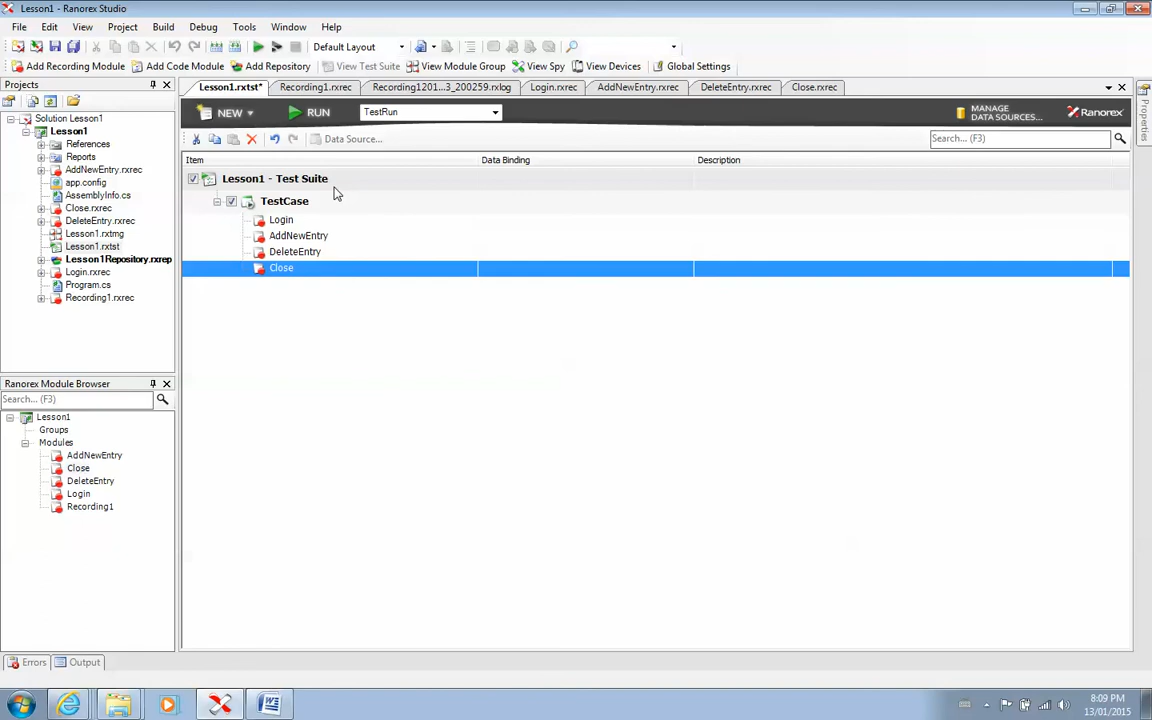 Lesson1 - Ranorex Studio
File Edit View Project Build Debug Tools Window Help
Default Layout
Add Recording Module Add Code Module Add Repository View Test Suite View Module Group View Spy View Devices Global Settings
Projects
Lesson1.rxtst* Recording1.rxrec Recording1201...3_200259.rxlog Login.rxrec AddNewEntry.rxrec DeleteEntry.rxrec Close.rxrec
NEW RUN TestRun MANAGE DATA SOURCES... Ranorex
Data Source... Search... (F3)
Item Data Binding Description
Lesson1 - Test Suite
TestCase
Login
AddNewEntry
DeleteEntry
Close
Solution Lesson1
Lesson1
References
Reports
AddNewEntry.rxrec
app.config
AssemblyInfo.cs
Close.rxrec
DeleteEntry.rxrec
Lesson1.rxtmg
Lesson1.rxtst
Lesson1Repository.rxrep
Login.rxrec
Program.cs
Recording1.rxrec
Ranorex Module Browser
Search... (F3)
Lesson1
Groups
Modules
AddNewEntry
Close
DeleteEntry
Login
Recording1
Properties
Errors Output
8:09 PM
13/01/2015